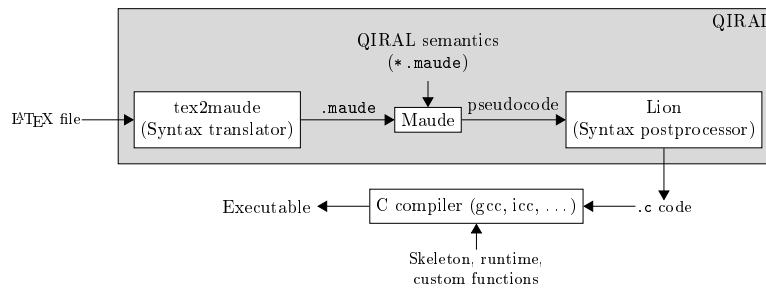 QIRAL
QIRAL semantics
(*.maude)
LATEX file
tex2maude
(Syntax translator)
.maude
Maude
pseudocode
Lion
(Syntax postprocessor)
Executable
C compiler (gcc, icc, ...)
.c code
Skeleton, runtime,
custom functions